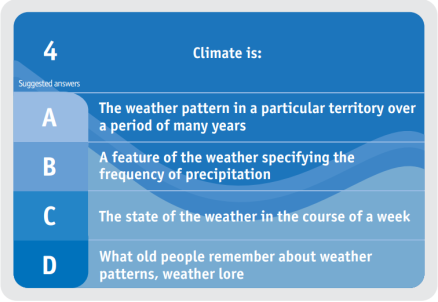 4
Climate is:
Suggested answers
A
The weather pattern in a particular territory over
a period of many years
B
A feature of the weather specifying the
frequency of precipitation
C
The state of the weather in the course of a week
D
What old people remember about weather
patterns, weather lore